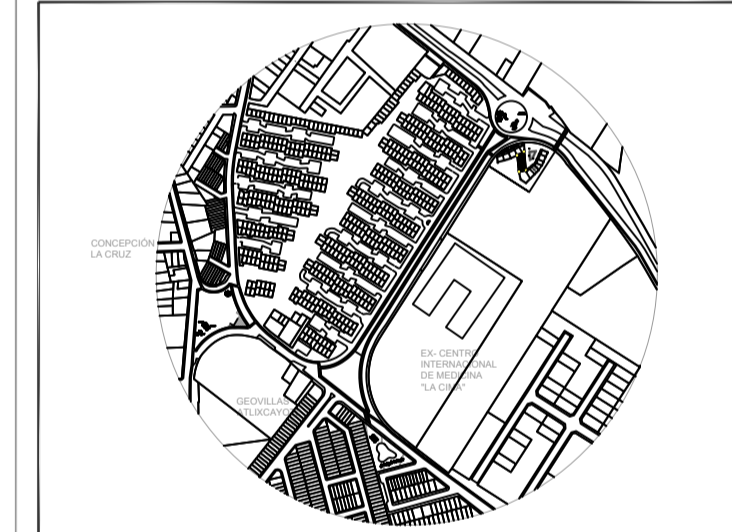 CONCEPCIÓN
LA CRUZ
EX- CENTRO
INTERNACIONAL
DE MEDICINA
"LA CIMA"
GEOVILLAS
ATLIXCAYOTL